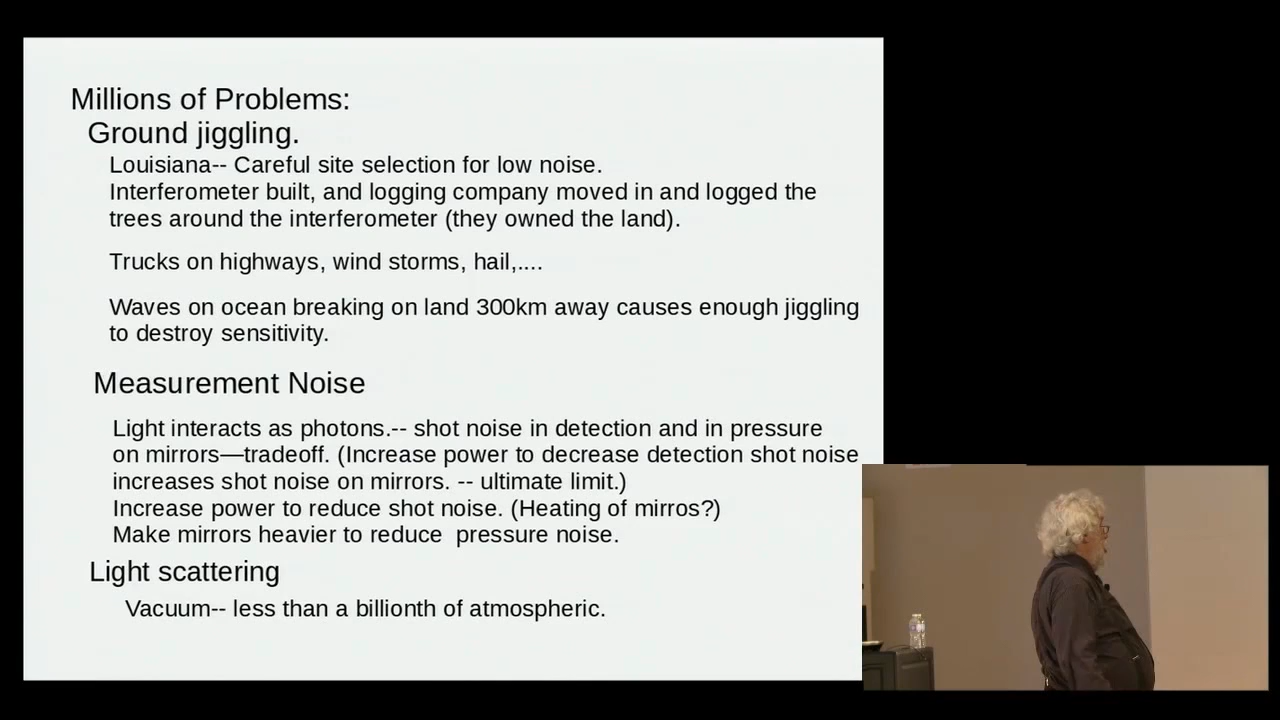 Millions of Problems:
Ground jiggling.
Louisiana-- Careful site selection for low noise.
Interferometer built, and logging company moved in and logged the
trees around the interferometer (they owned the land).
Trucks on highways, wind storms, hail,....
Waves on ocean breaking on land 300km away causes enough jiggling
to destroy sensitivity.
Measurement Noise
Light interacts as photons.-- shot noise in detection and in pressure
on mirrors—tradeoff. (Increase power to decrease detection shot noise
increases shot noise on mirrors. -- ultimate limit.)
Increase power to reduce shot noise. (Heating of mirros?)
Make mirrors heavier to reduce  pressure noise.
Light scattering
Vacuum-- less than a billionth of atmospheric.